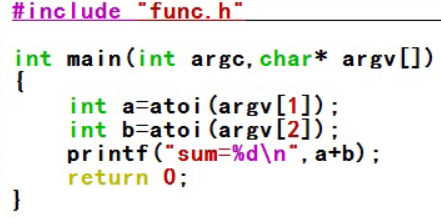 #include "func.h"
int main(int argc,char* argv[])
{
int a=atoi(argv[1]);
int b=atoi(argv[2]);
printf("sum=%d\n",a+b);
return 0;
}